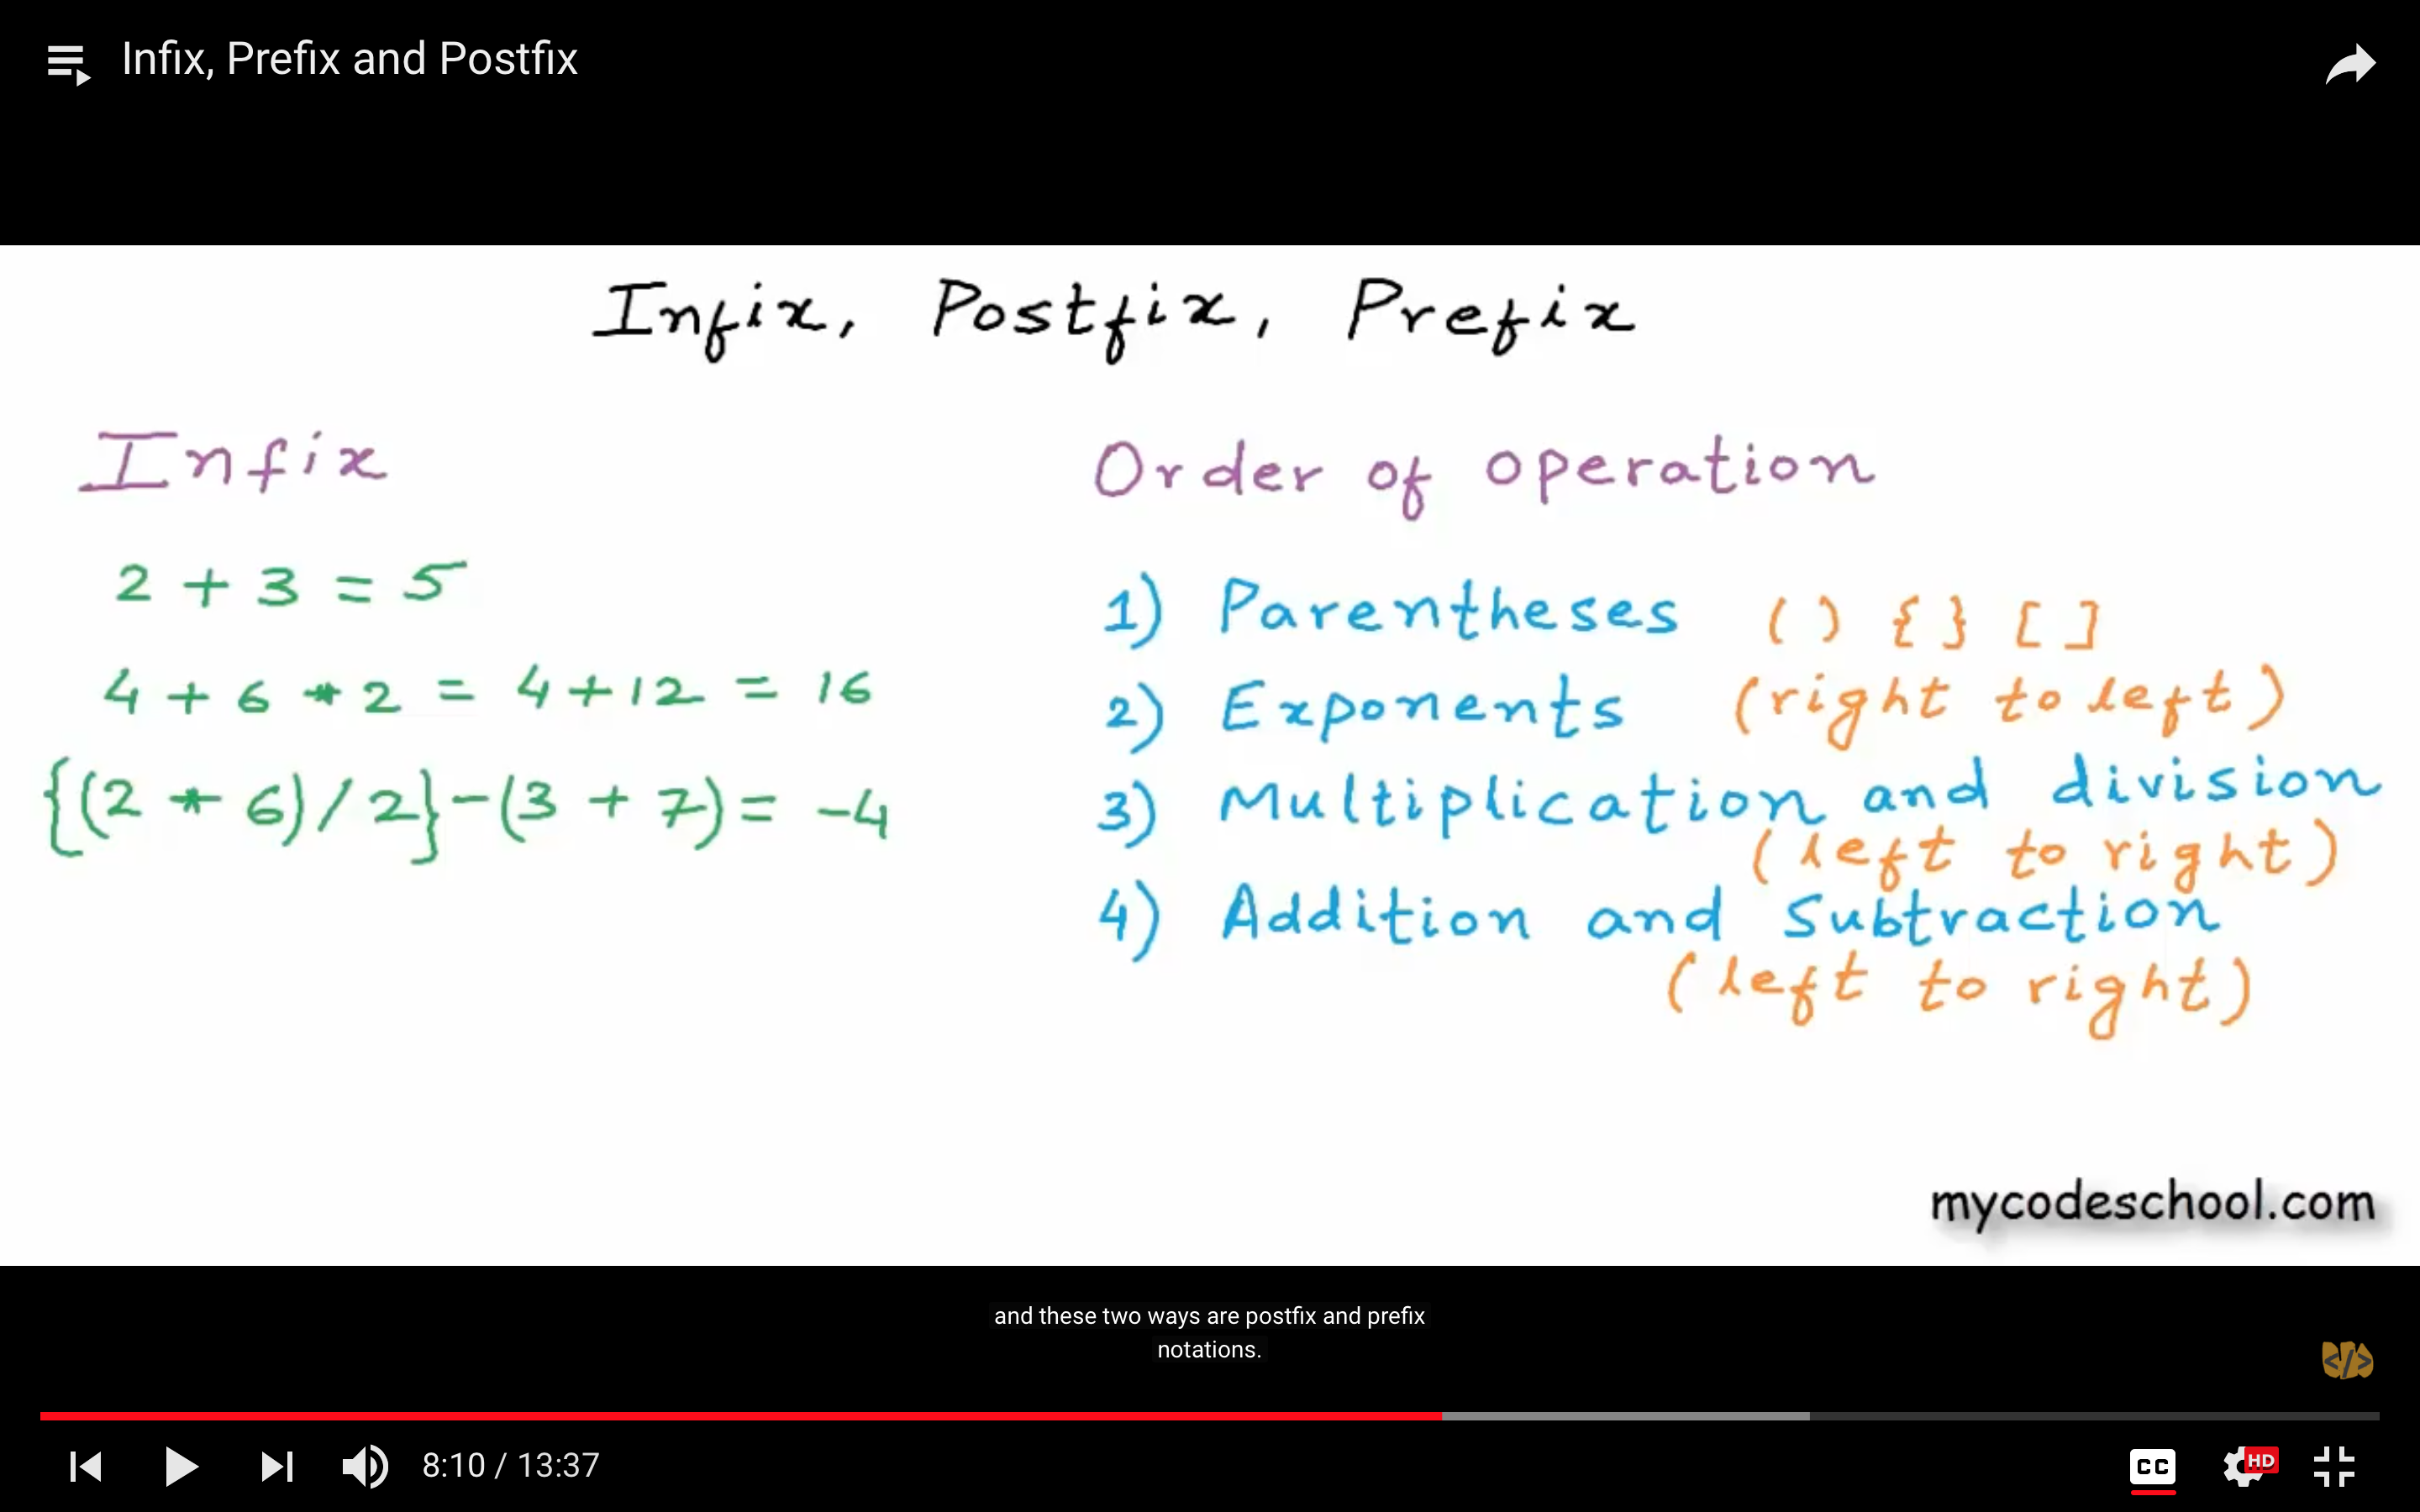 Infix, Prefix and Postfix
Infix, Postfix, Prefix
Infix
2 + 3 = 5
4 + 6 * 2 = 4 + 12 = 16
{(2 * 6) / 2} - (3 + 7) = -4
Order of operation
1) Parentheses ( ) { } [ ]
2) Exponents (right to left)
3) Multiplication and division
(left to right)
4) Addition and Subtraction
(left to right)
mycodeschool.com
and these two ways are postfix and prefix
notations.
</>
8:10 / 13:37
CC
HD